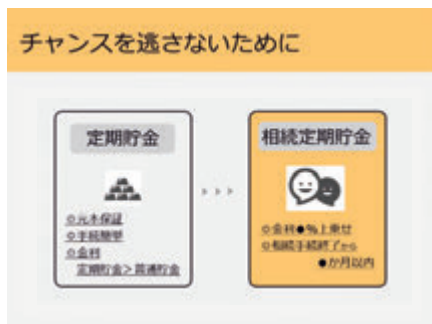 チャンスを逃さないために
定期貯金
◎元本保証
◎手続簡単
◎金利
定期貯金＞普通貯金
相続定期貯金
◎金利●%上乗せ
◎相続手続終了から
●か月以内